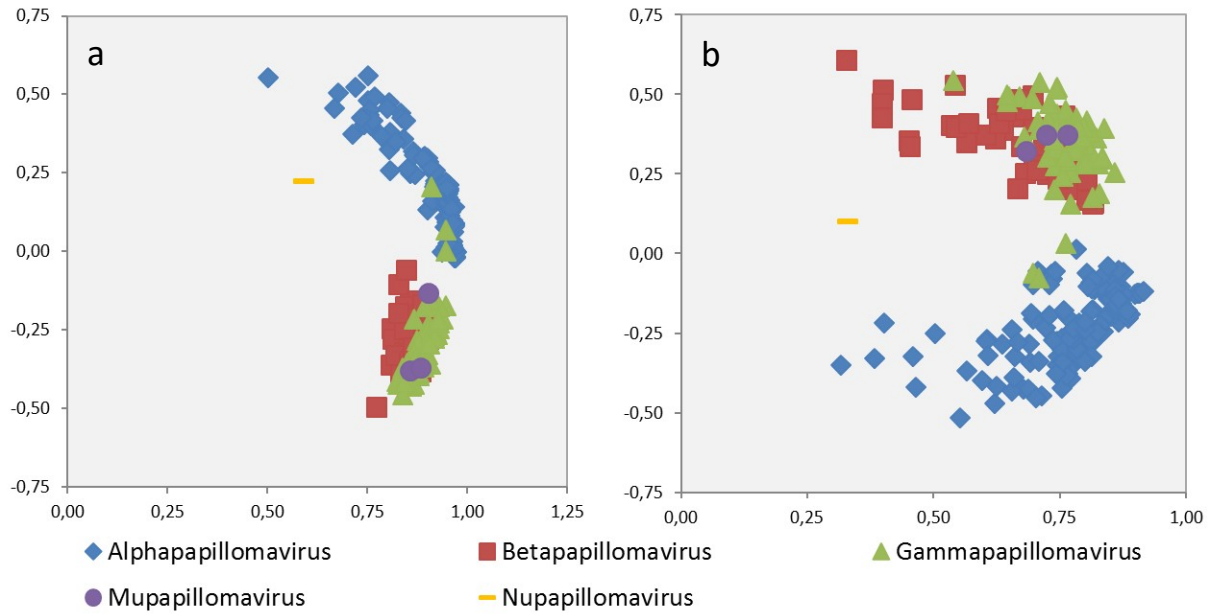 a
0,75
0,50
0,25
0,00
-0,25
-0,50
-0,75
0,00 0,25 0,50 0,75 1,00 1,25
b
0,75
0,50
0,25
0,00
-0,25
-0,50
-0,75
0,00 0,25 0,50 0,75 1,00
Alphapapillomavirus Betapapillomavirus Gammapapillomavirus
Mupapillomavirus Nupapillomavirus